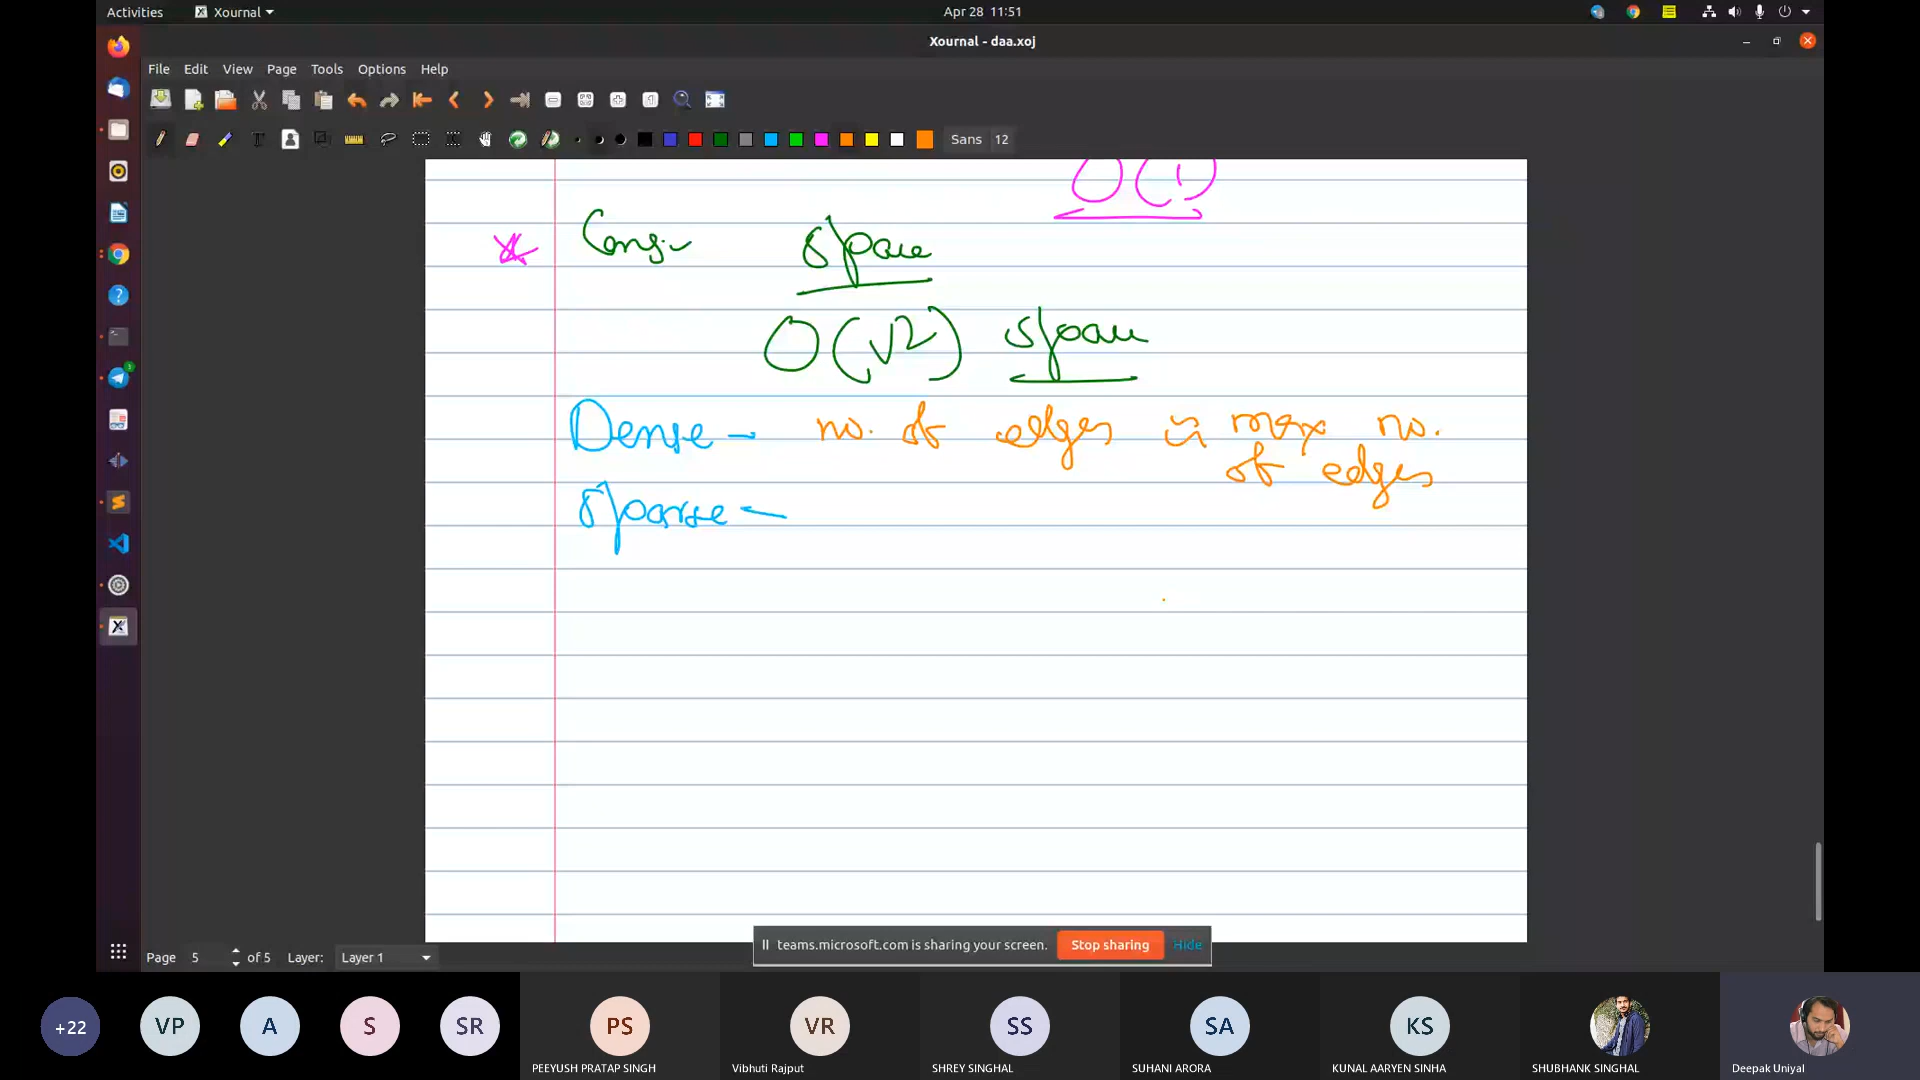 Activities Xournal Apr 28 11:51
Xournal - daa.xoj
File Edit View Page Tools Options Help
Sans 12
O(1)
Cons:- space
O(V2) space
Dense - no. of edges ≈ max no.
of edges
Sparse -
teams.microsoft.com is sharing your screen. Stop sharing Hide
Page 5 of 5 Layer: Layer 1
+22 VP A S SR PS VR SS SA KS
PEEYUSH PRATAP SINGH Vibhuti Rajput SHREY SINGHAL SUHANI ARORA KUNAL AARYEN SINHA SHUBHANK SINGHAL Deepak Uniyal